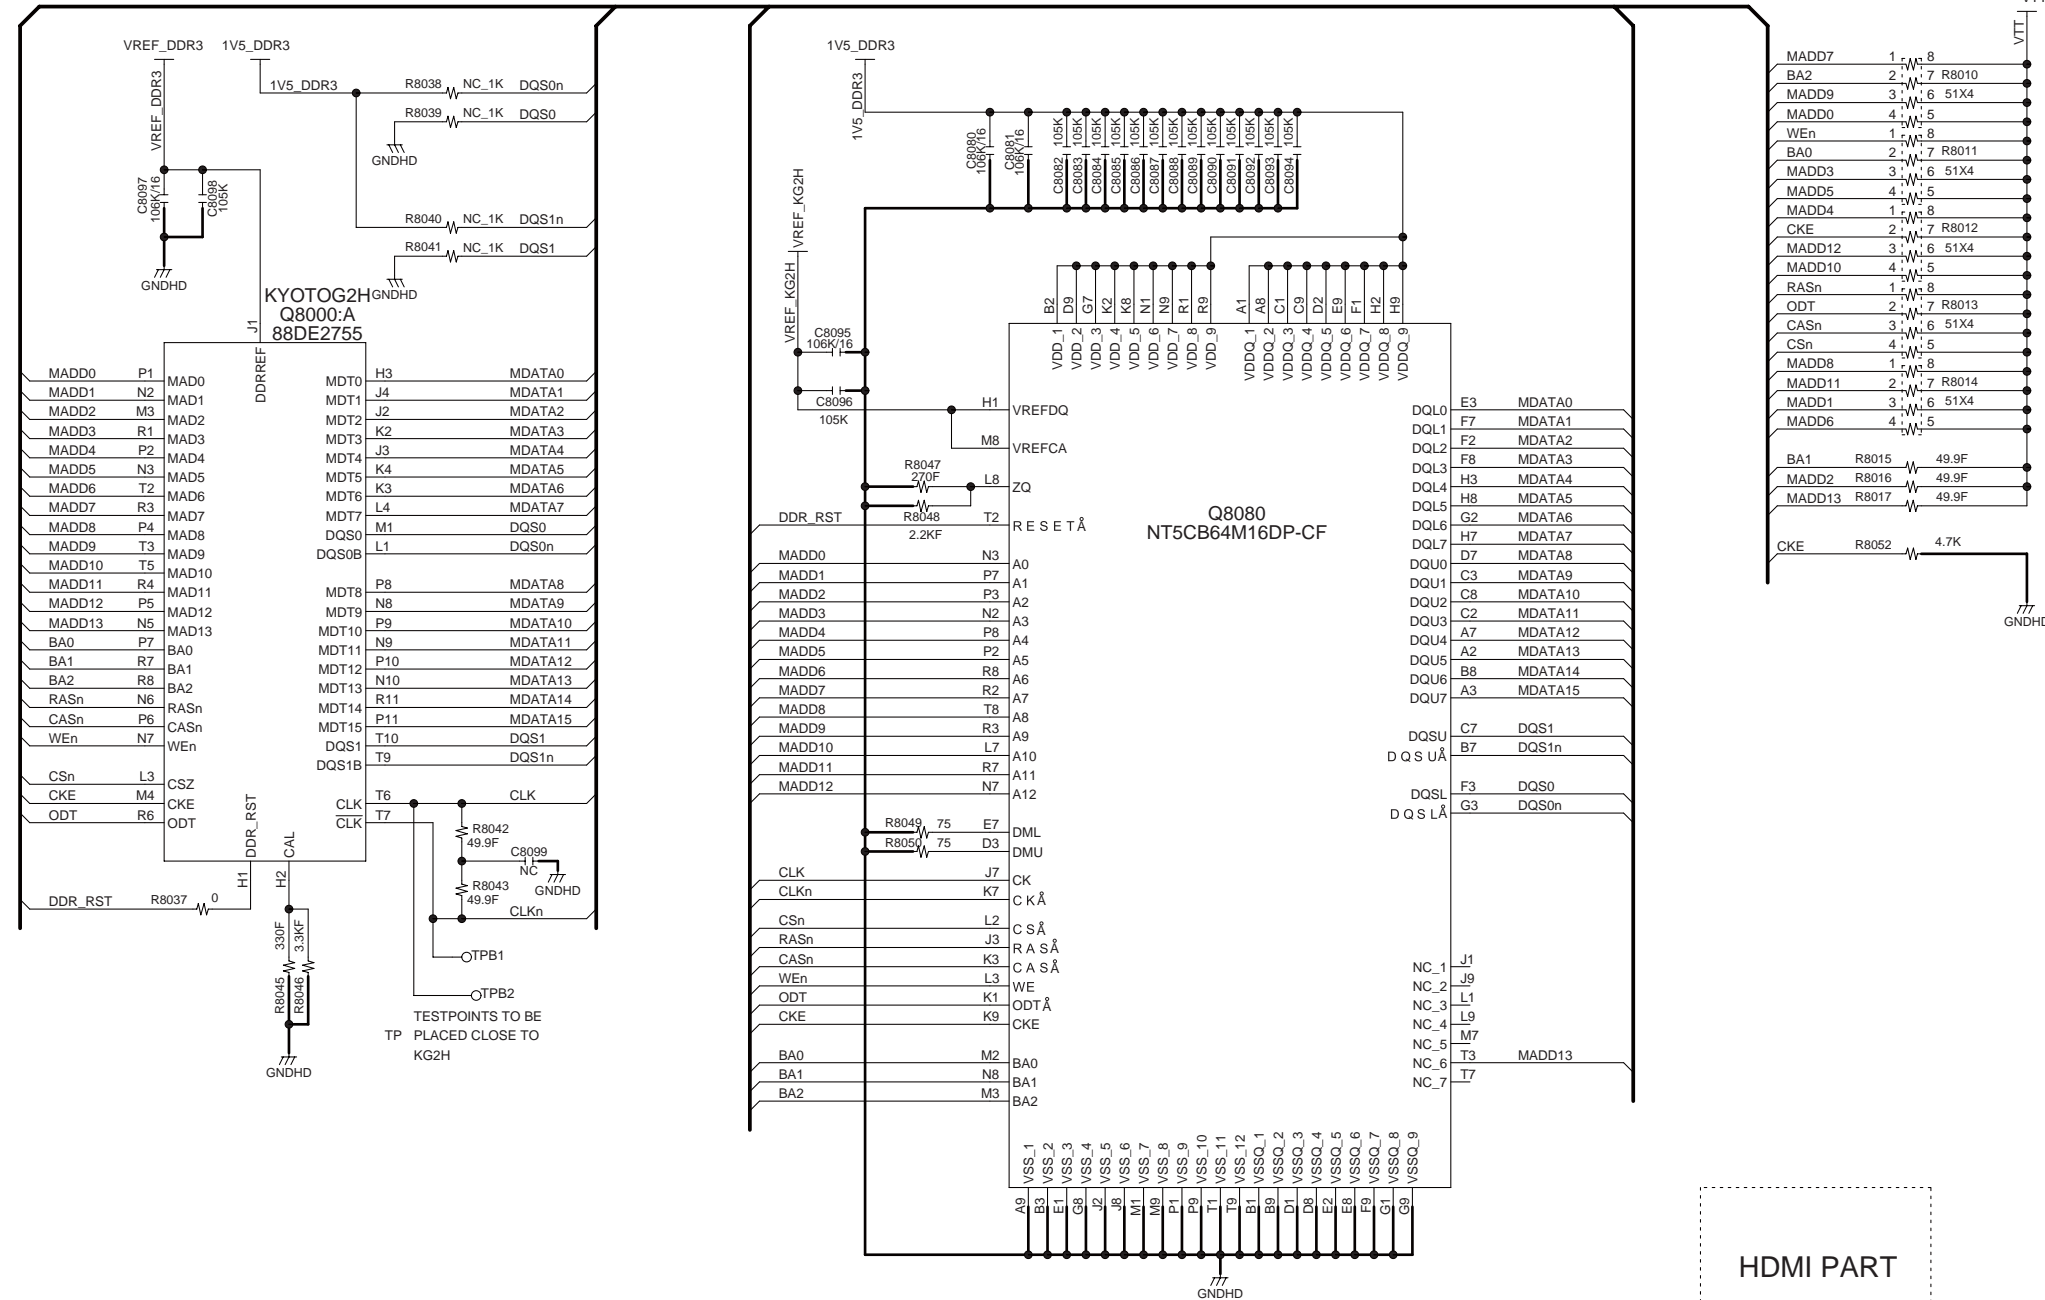 VREF_DDR3
1V5_DDR3
VREF_DDR3
1V5_DDR3
R8038 NC_1K DQS0n
R8039 NC_1K DQS0
GNDHD
C8097
106K/16
C8098
105K
GNDHD
R8040 NC_1K DQS1n
R8041 NC_1K DQS1
GNDHD
KYOTOG2H
Q8000:A
88DE2755
J1
DDRREF
MADD0 P1 MAD0
MADD1 N2 MAD1
MADD2 M3 MAD2
MADD3 R1 MAD3
MADD4 P2 MAD4
MADD5 N3 MAD5
MADD6 T2 MAD6
MADD7 R3 MAD7
MADD8 P4 MAD8
MADD9 T3 MAD9
MADD10 T5 MAD10
MADD11 R4 MAD11
MADD12 P5 MAD12
MADD13 N5 MAD13
BA0 P7 BA0
BA1 R7 BA1
BA2 R8 BA2
RASn N6 RASn
CASn P6 CASn
WEn N7 WEn
CSn L3 CSZ
CKE M4 CKE
ODT R6 ODT
MDT0 H3 MDATA0
MDT1 J4 MDATA1
MDT2 J2 MDATA2
MDT3 K2 MDATA3
MDT4 J3 MDATA4
MDT5 K4 MDATA5
MDT6 K3 MDATA6
MDT7 L4 MDATA7
DQS0 M1 DQS0
DQS0B L1 DQS0n
MDT8 P8 MDATA8
MDT9 N8 MDATA9
MDT10 P9 MDATA10
MDT11 N9 MDATA11
MDT12 P10 MDATA12
MDT13 N10 MDATA13
MDT14 R11 MDATA14
MDT15 P11 MDATA15
DQS1 T10 DQS1
DQS1B T9 DQS1n
CLK T6 CLK
CLK T7
DDR_RST
CAL
H1
H2
DDR_RST R8037 0
R8042
49.9F
C8099
NC
GNDHD
R8043
49.9F
CLKn
330F
3.3KF
R8045
R8046
GNDHD
TPB1
TPB2
TESTPOINTS TO BE
TP PLACED CLOSE TO
KG2H
1V5_DDR3
1V5_DDR3
C8080
106K/16
C8081
106K/16
C8082 105K
C8083 105K
C8084 105K
C8085 105K
C8086 105K
C8087 105K
C8088 105K
C8089 105K
C8090 105K
C8091 105K
C8092 105K
C8093 105K
C8094 105K
VREF_KG2H
VREF_KG2H
C8095
106K/16
C8096
105K
B2 VDD_1
D9 VDD_2
G7 VDD_3
K2 VDD_4
K8 VDD_5
N1 VDD_6
N9 VDD_7
R1 VDD_8
R9 VDD_9
A1 VDDQ_1
A8 VDDQ_2
C1 VDDQ_3
C9 VDDQ_4
D2 VDDQ_5
E9 VDDQ_6
F1 VDDQ_7
H2 VDDQ_8
H9 VDDQ_9
H1 VREFDQ
M8 VREFCA
R8047
270F
L8 ZQ
R8048
2.2KF
DDR_RST T2 RESETÅ
Q8080
NT5CB64M16DP-CF
MADD0 N3 A0
MADD1 P7 A1
MADD2 P3 A2
MADD3 N2 A3
MADD4 P8 A4
MADD5 P2 A5
MADD6 R8 A6
MADD7 R2 A7
MADD8 T8 A8
MADD9 R3 A9
MADD10 L7 A10
MADD11 R7 A11
MADD12 N7 A12
R8049 75 E7 DML
R8050 75 D3 DMU
CLK J7 CK
CLKn K7 CKÅ
CSn L2 CSÅ
RASn J3 RASÅ
CASn K3 CASÅ
WEn L3 WE
ODT K1 ODTÅ
CKE K9 CKE
BA0 M2 BA0
BA1 N8 BA1
BA2 M3 BA2
DQL0 E3 MDATA0
DQL1 F7 MDATA1
DQL2 F2 MDATA2
DQL3 F8 MDATA3
DQL4 H3 MDATA4
DQL5 H8 MDATA5
DQL6 G2 MDATA6
DQL7 H7 MDATA7
DQU0 D7 MDATA8
DQU1 C3 MDATA9
DQU2 C8 MDATA10
DQU3 C2 MDATA11
DQU4 A7 MDATA12
DQU5 A2 MDATA13
DQU6 B8 MDATA14
DQU7 A3 MDATA15
DQSU C7 DQS1
DQSUÅ B7 DQS1n
DQSL F3 DQS0
DQSLÅ G3 DQS0n
NC_1 J1
NC_2 J9
NC_3 L1
NC_4 L9
NC_5 M7
NC_6 T3 MADD13
NC_7 T7
VSS_1 A9
VSS_2 B3
VSS_3 E1
VSS_4 G8
VSS_5 J2
VSS_6 J8
VSS_7 M1
VSS_8 M9
VSS_9 P1
VSS_10 P9
VSS_11 T1
VSS_12 T9
VSSQ_1 B1
VSSQ_2 B9
VSSQ_3 D1
VSSQ_4 D8
VSSQ_5 E2
VSSQ_6 E8
VSSQ_7 F9
VSSQ_8 G1
VSSQ_9 G9
GNDHD
VTT
MADD7 1 8
BA2 2 7 R8010
MADD9 3 6 51X4
MADD0 4 5
WEn 1 8
BA0 2 7 R8011
MADD3 3 6 51X4
MADD5 4 5
MADD4 1 8
CKE 2 7 R8012
MADD12 3 6 51X4
MADD10 4 5
RASn 1 8
ODT 2 7 R8013
CASn 3 6 51X4
CSn 4 5
MADD8 1 8
MADD11 2 7 R8014
MADD1 3 6 51X4
MADD6 4 5
BA1 R8015 49.9F
MADD2 R8016 49.9F
MADD13 R8017 49.9F
CKE R8052 4.7K
GNDHD
HDMI PART